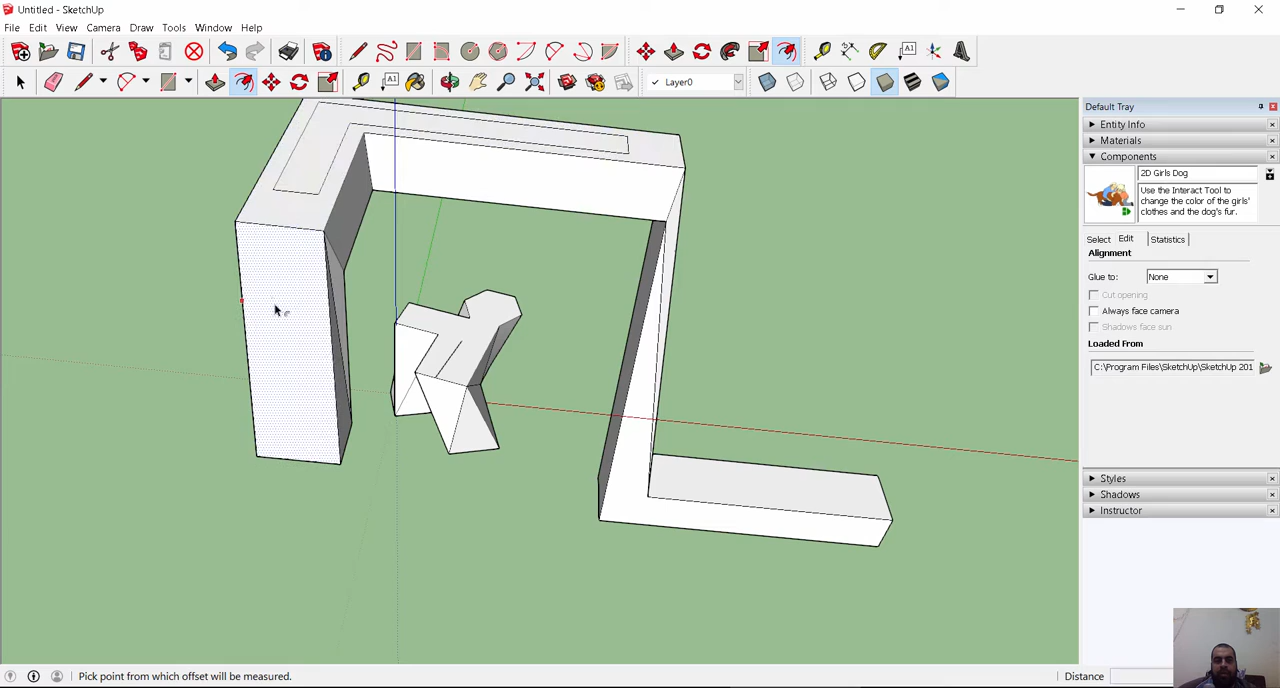 Untitled - SketchUp
File Edit View Camera Draw Tools Window Help
A1
A1
✓ Layer0
Default Tray
Entity Info
Materials
Components
2D Girls Dog
Use the Interact Tool to
change the color of the girls'
clothes and the dog's fur.
Select Edit Statistics
Alignment
Glue to: None
Cut opening
Always face camera
Shadows face sun
Loaded From
C:\Program Files\SketchUp\SketchUp 201
Styles
Shadows
Instructor
Pick point from which offset will be measured.
Distance